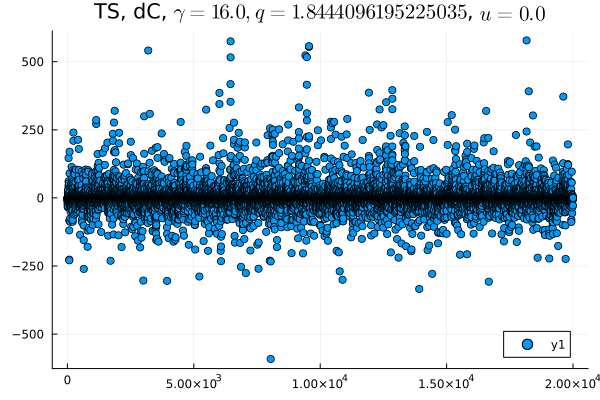 TS, dC, γ = 16.0, q = 1.8444096195225035, u = 0.0
500
250
0
−250
−500
y1
0 5.00×10³ 1.00×10⁴ 1.50×10⁴ 2.00×10⁴